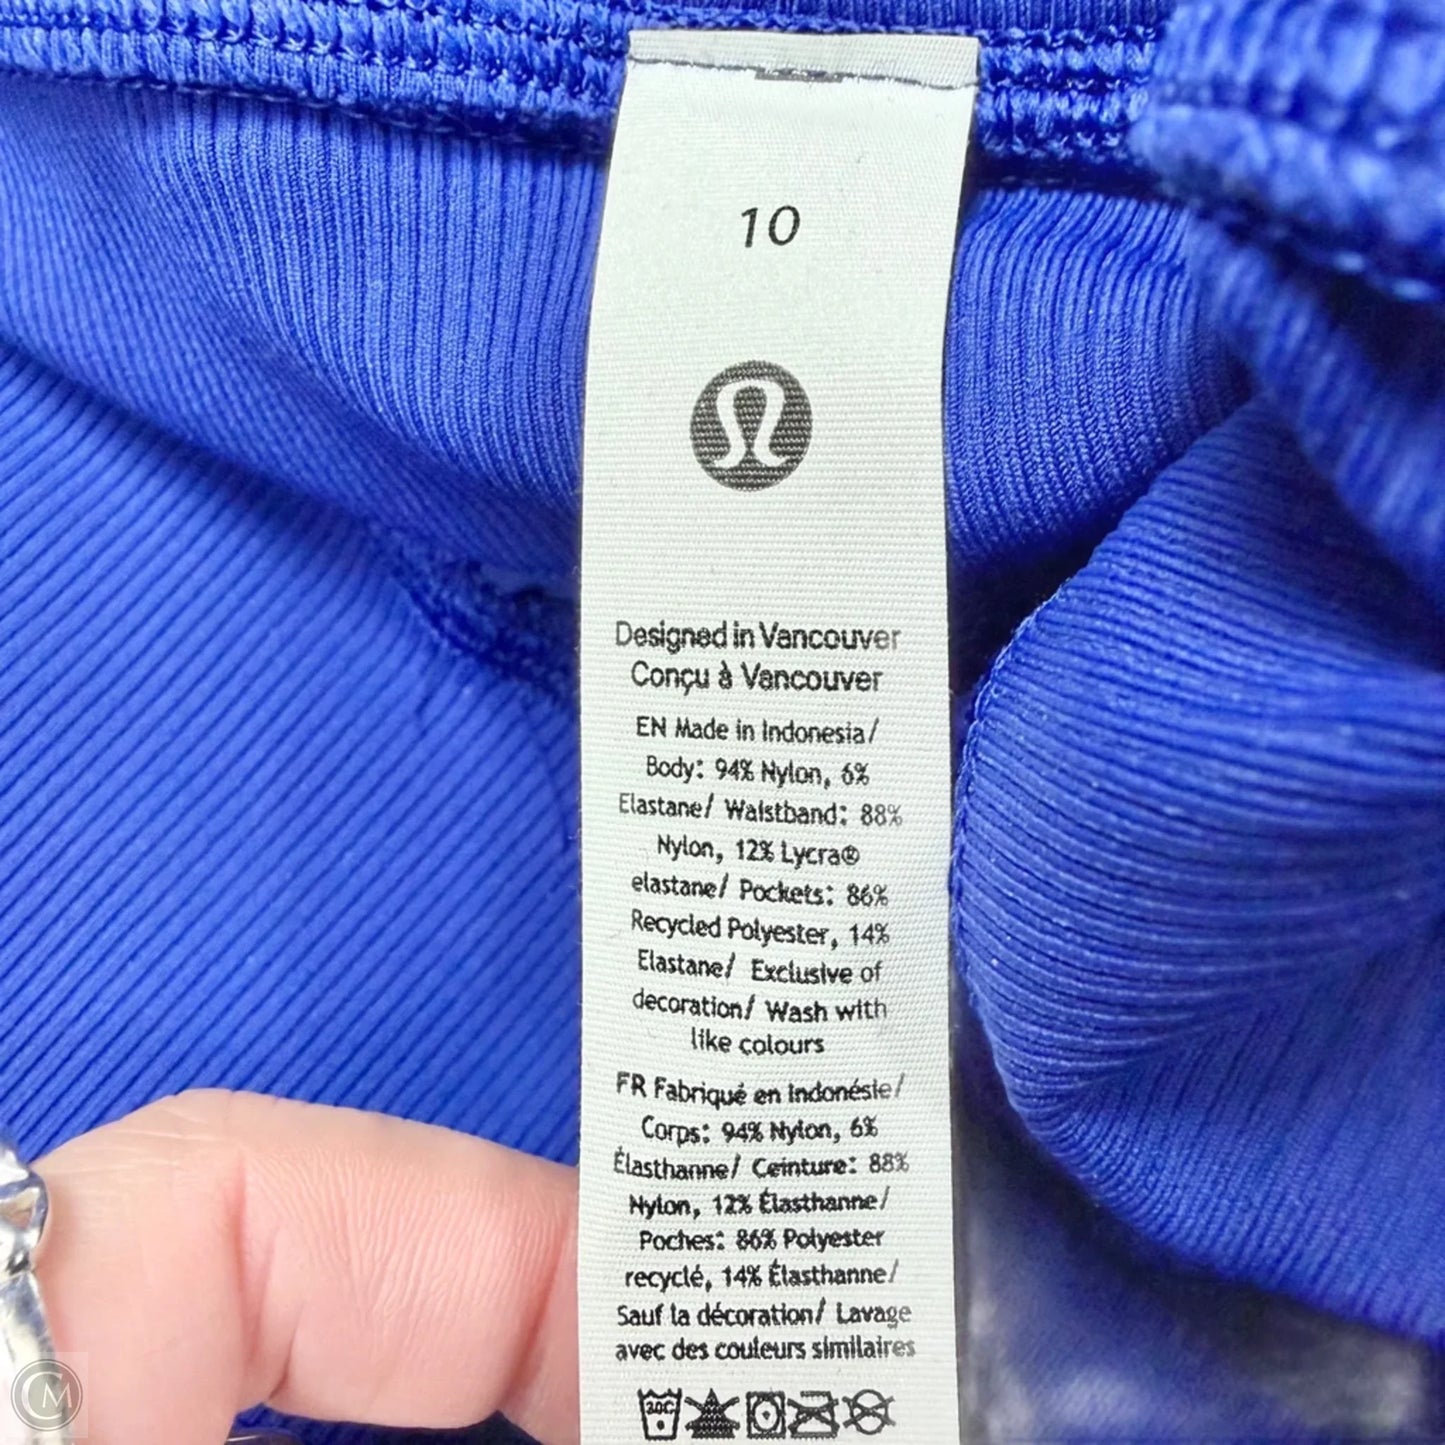 10
Designed in Vancouver
Conçu à Vancouver
EN Made in Indonesia/
Body: 94% Nylon, 6%
Elastane/ Waistband: 88%
Nylon, 12% Lycra®
elastane/ Pockets: 86%
Recycled Polyester, 14%
Elastane/ Exclusive of
decoration/ Wash with
like colours
FR Fabriqué en Indonésie/
Corps: 94% Nylon, 6%
Élasthanne/ Ceinture: 88%
Nylon, 12% Élasthanne/
Poches: 86% Polyester
recyclé, 14% Élasthanne/
Sauf la décoration/ Lavage
avec des couleurs similaires
30C
CM